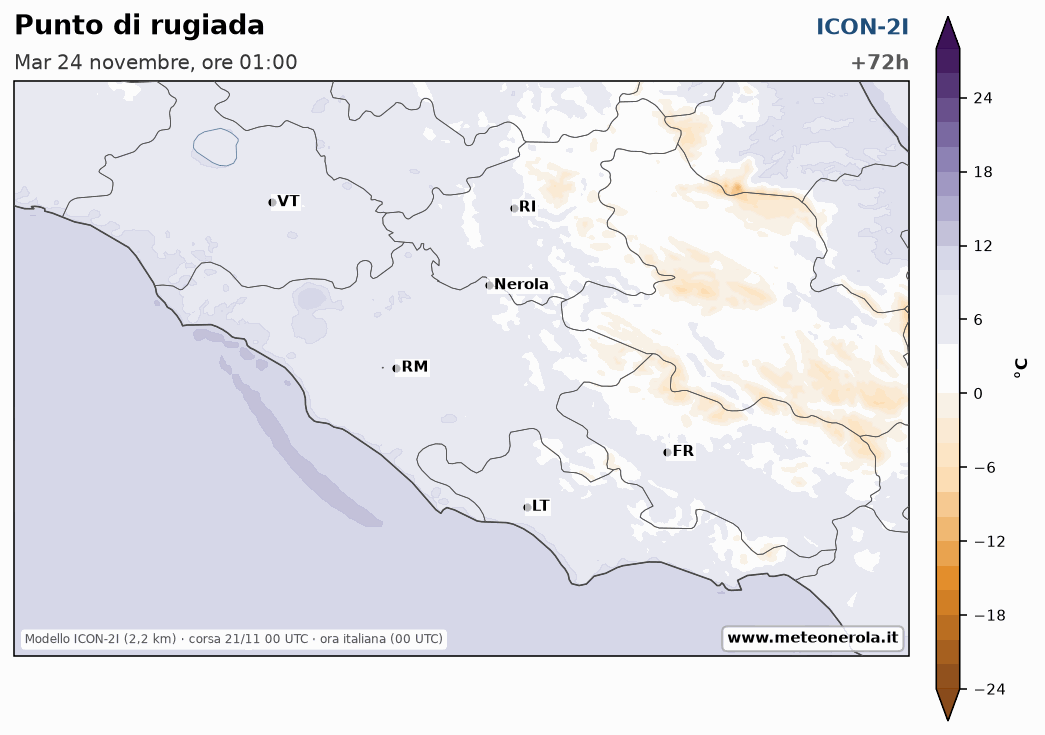 Punto di rugiada
ICON-2I
Mar 24 novembre, ore 01:00
+72h
VT
RI
Nerola
RM
FR
LT
Modello ICON-2I (2,2 km) · corsa 21/11 00 UTC · ora italiana (00 UTC)
www.meteonerola.it
24
18
12
6
0
−6
−12
−18
−24
°C